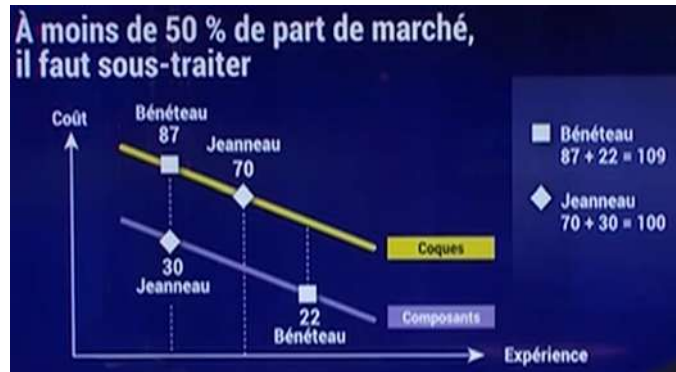 À moins de 50 % de part de marché,
il faut sous-traiter
Coût
Bénéteau
87
Jeanneau
70
30
Jeanneau
22
Bénéteau
Coques
Composants
Expérience
Bénéteau
87 + 22 = 109
Jeanneau
70 + 30 = 100